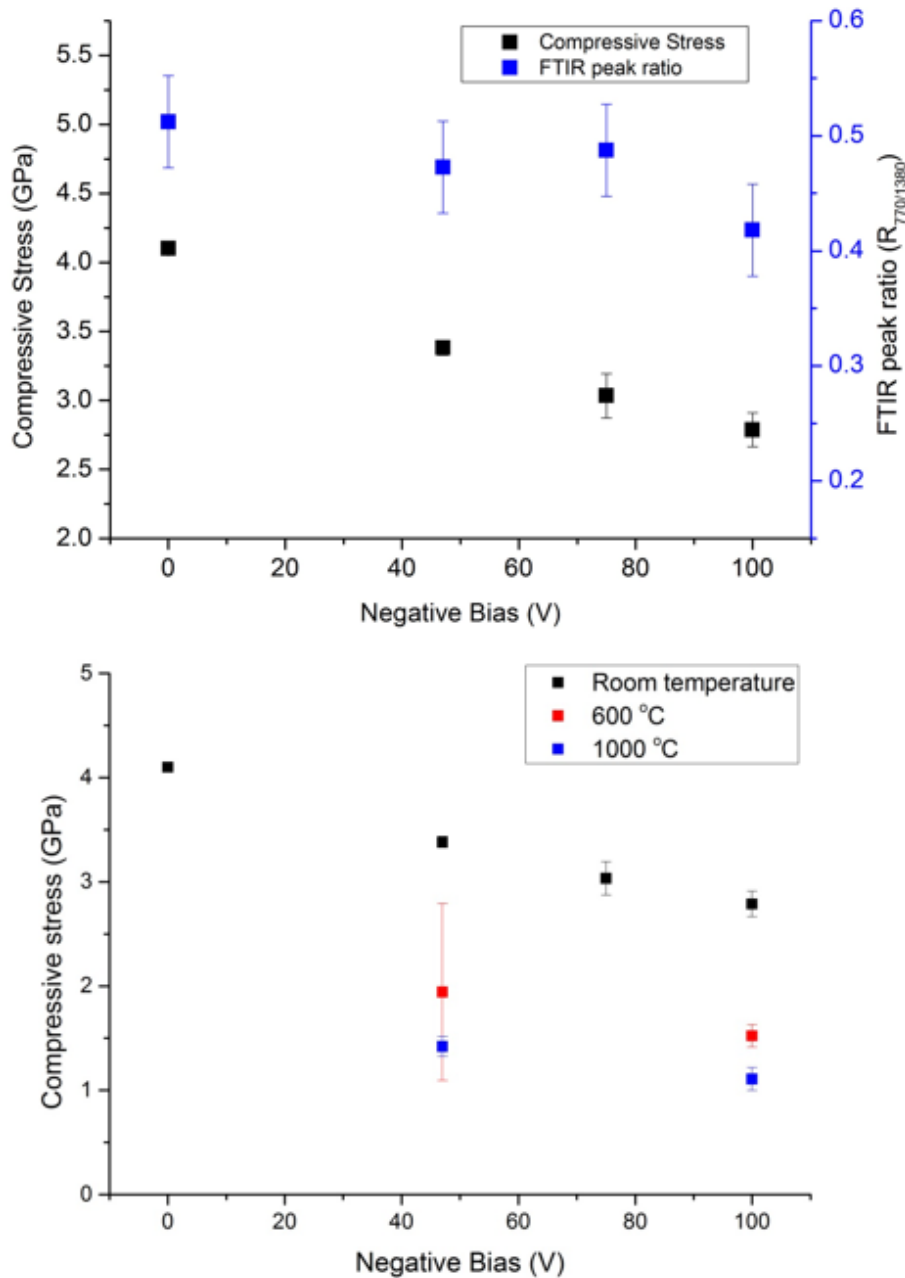 Compressive Stress
FTIR peak ratio
5.5
5.0
4.5
4.0
3.5
3.0
2.5
2.0
Compressive Stress (GPa)
0.6
0.5
0.4
0.3
0.2
FTIR peak ratio (R770/1380)
0 20 40 60 80 100
Negative Bias (V)
Room temperature
600 °C
1000 °C
5
4
3
2
1
0
Compressive stress (GPa)
0 20 40 60 80 100
Negative Bias (V)